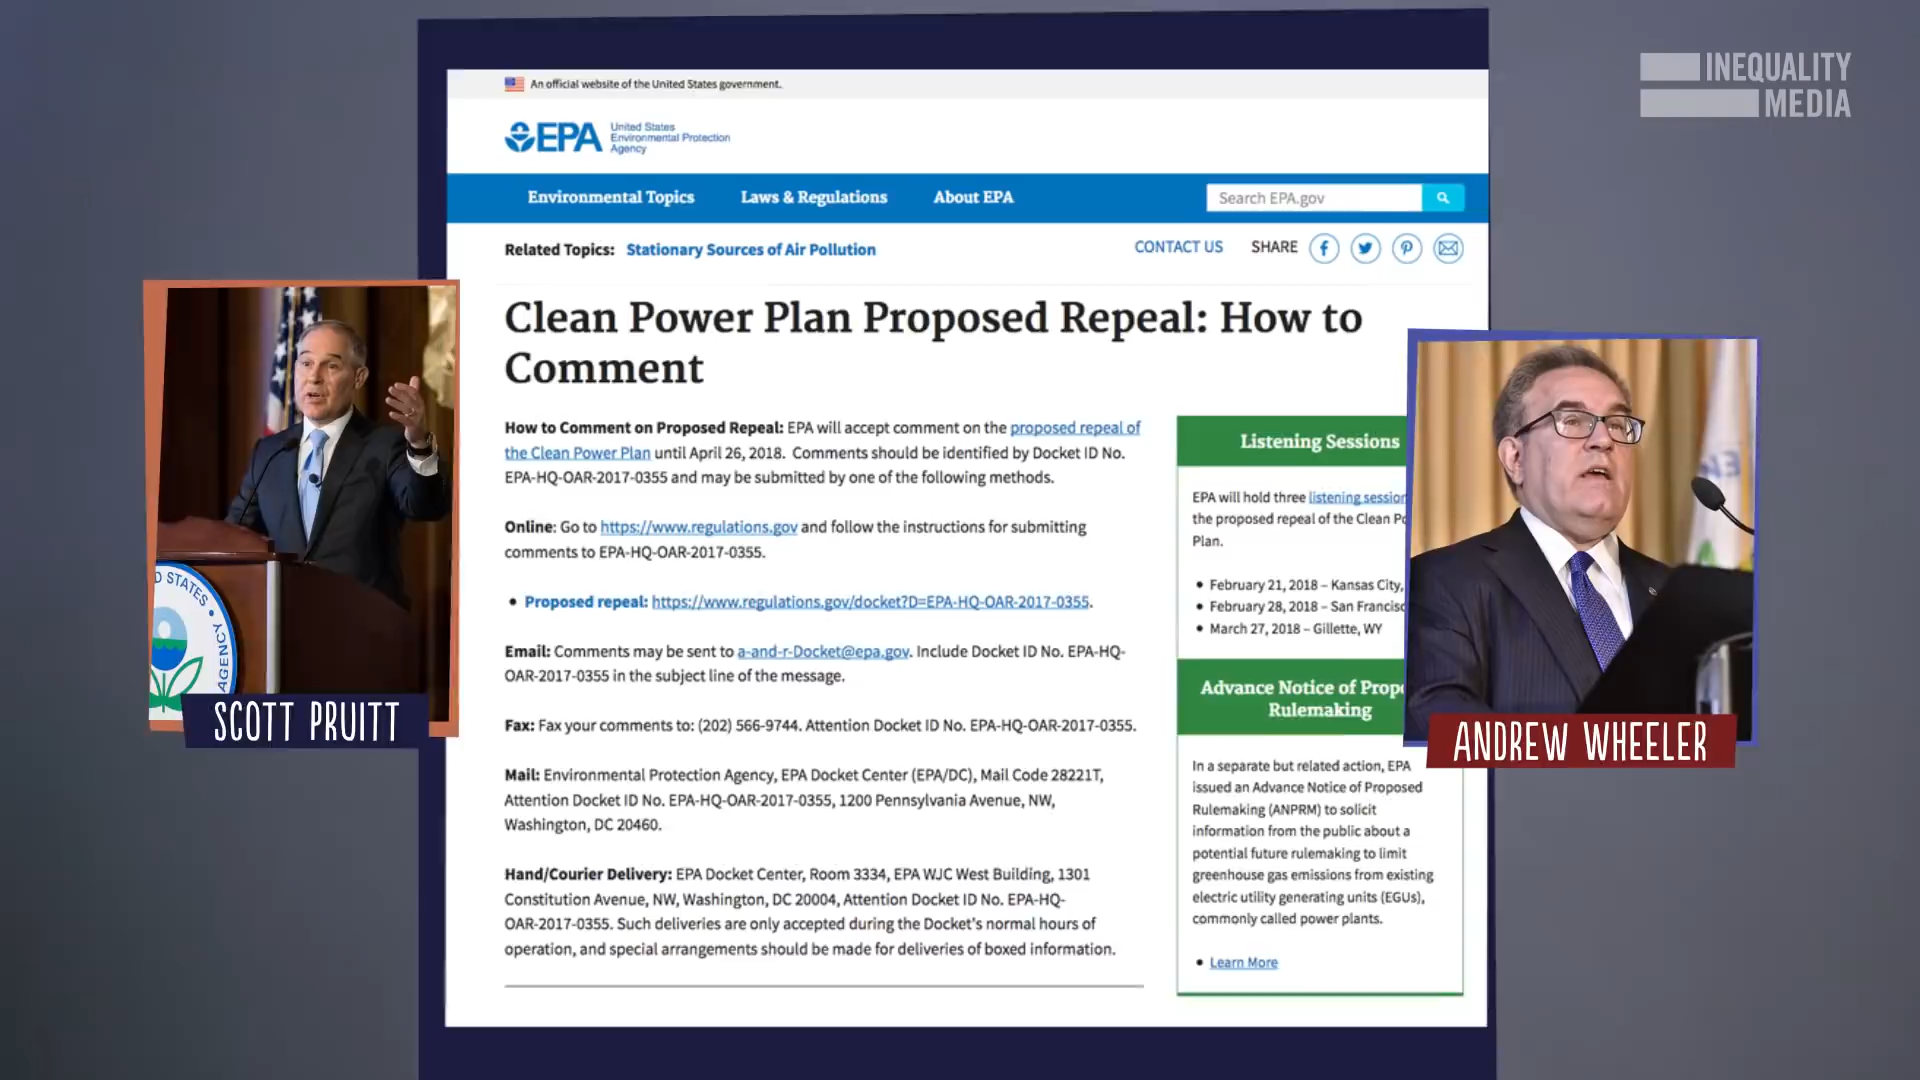 INEQUALITY
MEDIA
An official website of the United States government.
EPA
United States
Environmental Protection
Agency
Environmental Topics
Laws & Regulations
About EPA
Search EPA.gov
Related Topics: Stationary Sources of Air Pollution
CONTACT US
SHARE
Clean Power Plan Proposed Repeal: How to
Comment
How to Comment on Proposed Repeal: EPA will accept comment on the proposed repeal of
the Clean Power Plan until April 26, 2018. Comments should be identified by Docket ID No.
EPA-HQ-OAR-2017-0355 and may be submitted by one of the following methods.
Online: Go to https://www.regulations.gov and follow the instructions for submitting
comments to EPA-HQ-OAR-2017-0355.
• Proposed repeal: https://www.regulations.gov/docket?D=EPA-HQ-OAR-2017-0355.
Email: Comments may be sent to a-and-r-Docket@epa.gov. Include Docket ID No. EPA-HQ-
OAR-2017-0355 in the subject line of the message.
Fax: Fax your comments to: (202) 566-9744. Attention Docket ID No. EPA-HQ-OAR-2017-0355.
Mail: Environmental Protection Agency, EPA Docket Center (EPA/DC), Mail Code 28221T,
Attention Docket ID No. EPA-HQ-OAR-2017-0355, 1200 Pennsylvania Avenue, NW,
Washington, DC 20460.
Hand/Courier Delivery: EPA Docket Center, Room 3334, EPA WJC West Building, 1301
Constitution Avenue, NW, Washington, DC 20004, Attention Docket ID No. EPA-HQ-
OAR-2017-0355. Such deliveries are only accepted during the Docket's normal hours of
operation, and special arrangements should be made for deliveries of boxed information.
Listening Sessions
EPA will hold three listening session
the proposed repeal of the Clean Po
Plan.
• February 21, 2018 – Kansas City,
• February 28, 2018 – San Francisc
• March 27, 2018 – Gillette, WY
Advance Notice of Propo
Rulemaking
In a separate but related action, EPA
issued an Advance Notice of Proposed
Rulemaking (ANPRM) to solicit
information from the public about a
potential future rulemaking to limit
greenhouse gas emissions from existing
electric utility generating units (EGUs),
commonly called power plants.
• Learn More
D STATES • AGENCY
SCOTT PRUITT
ANDREW WHEELER